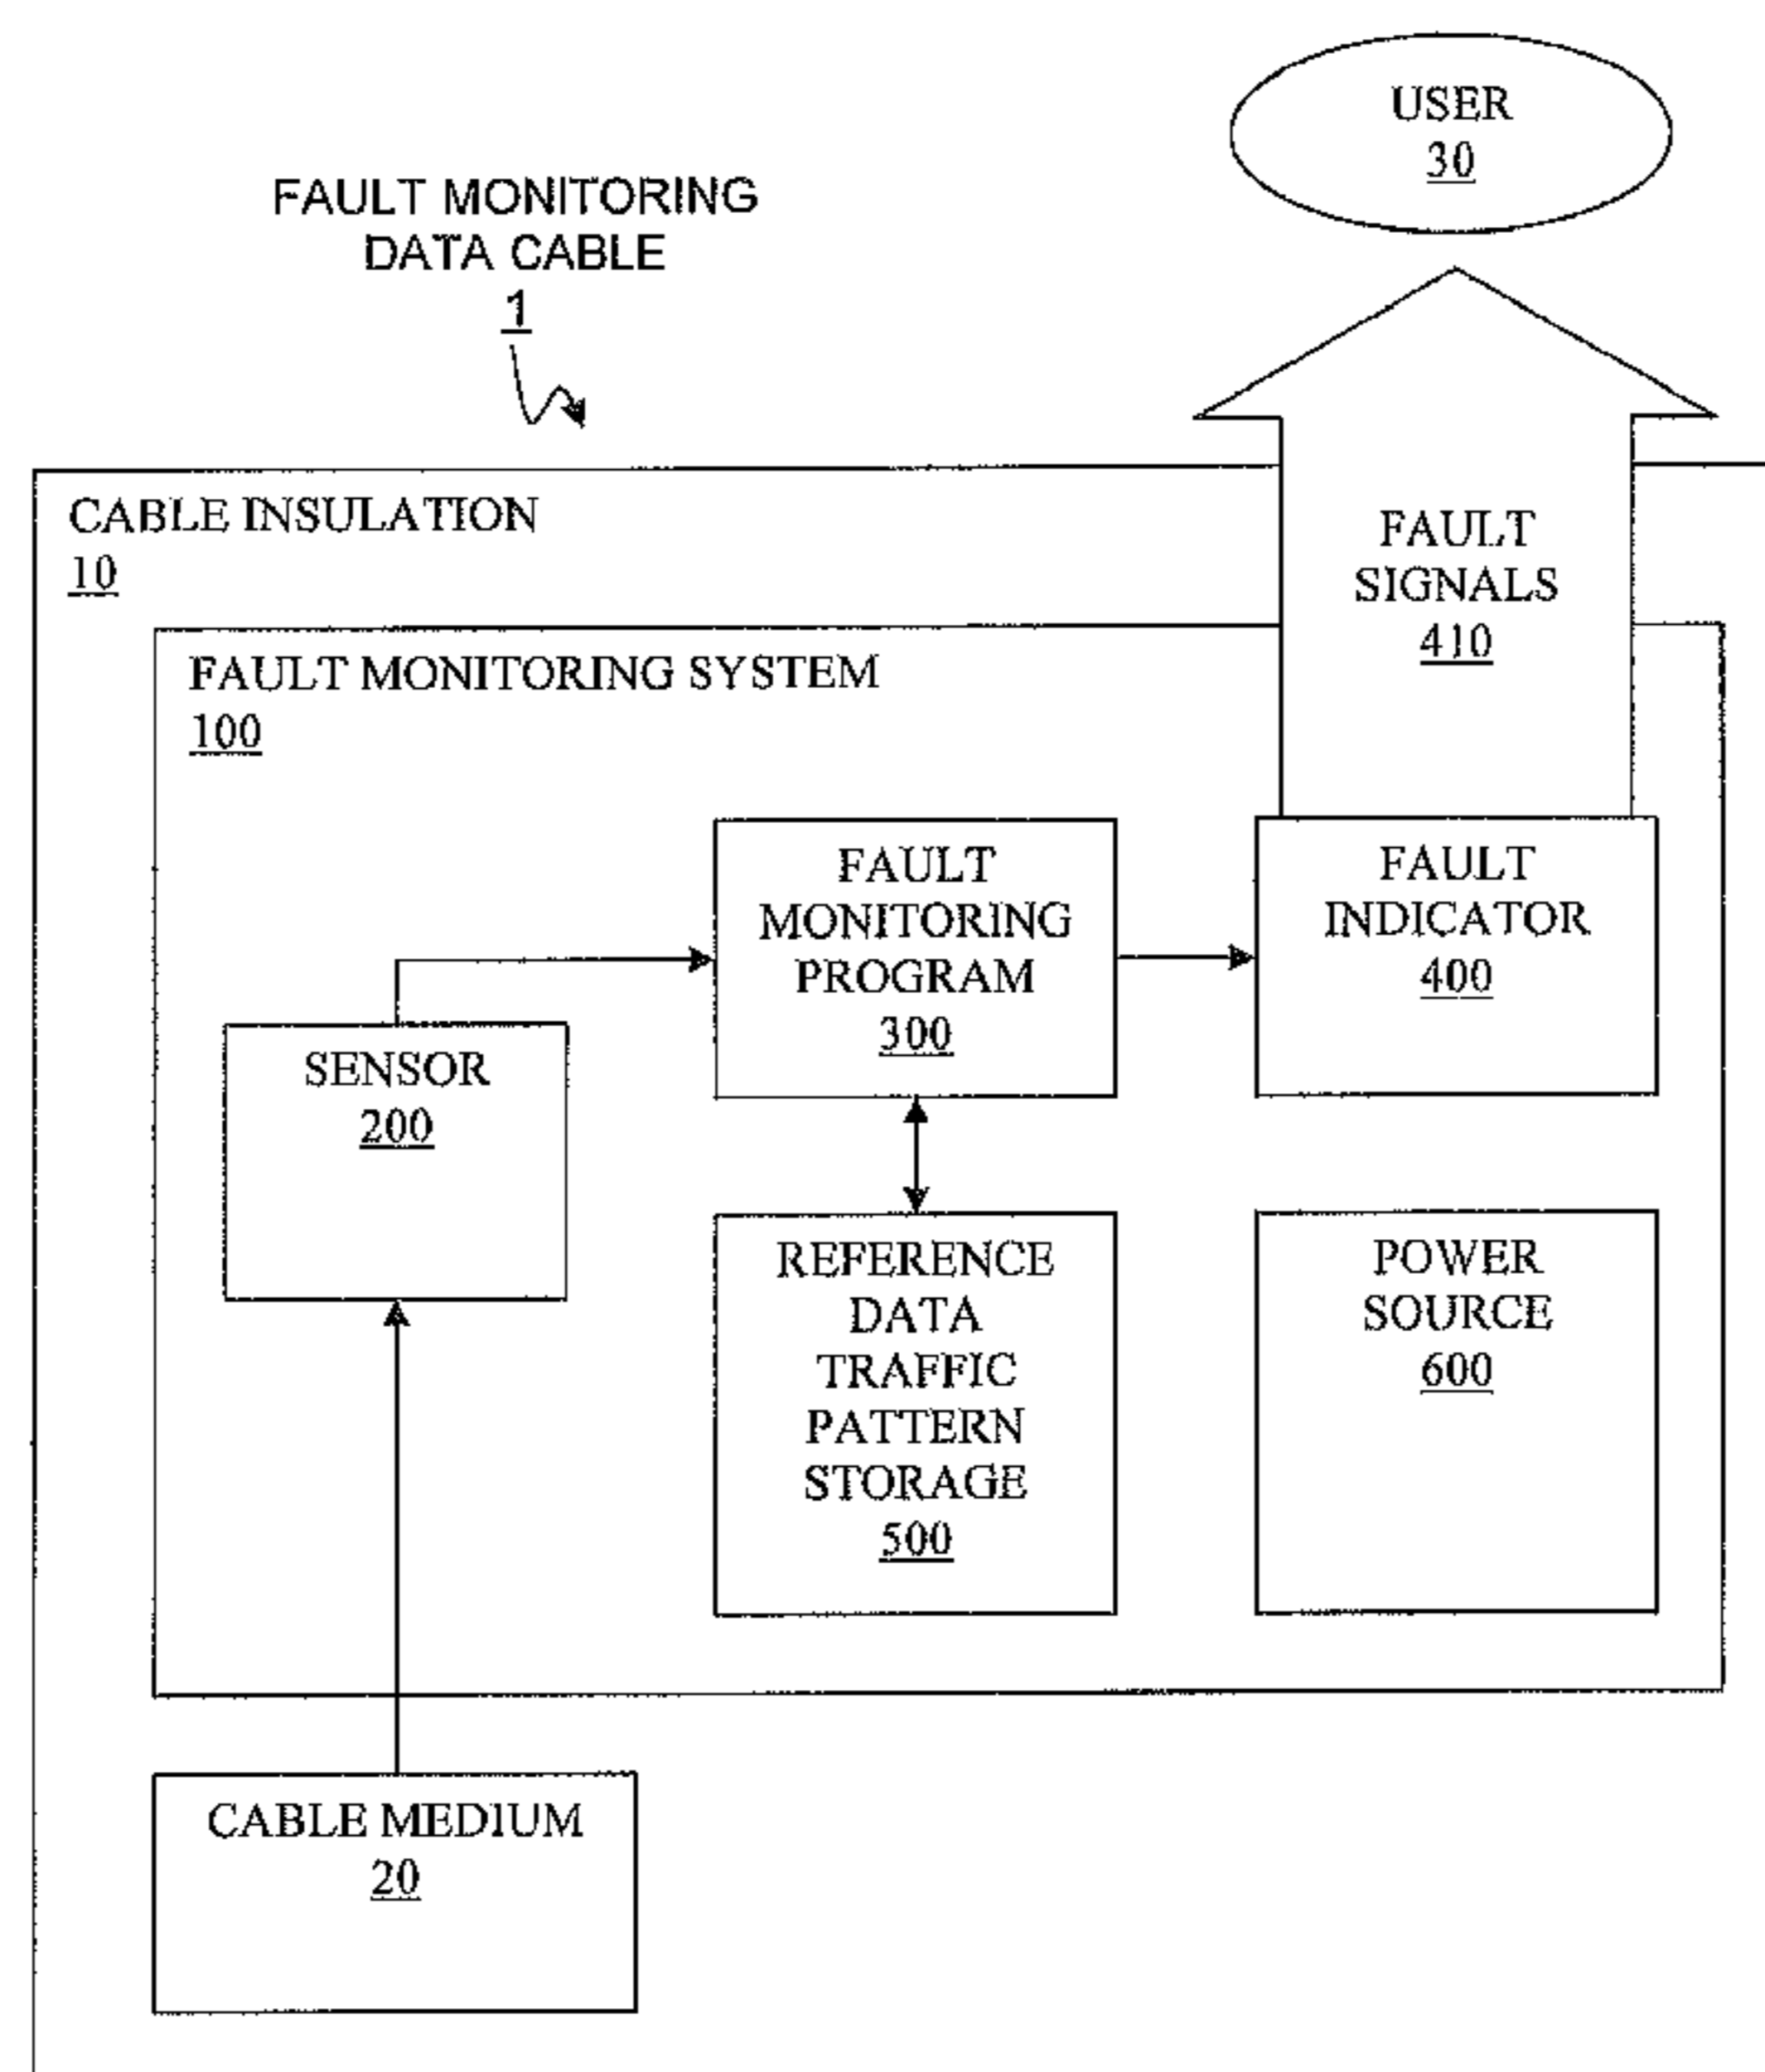 USER
30
FAULT MONITORING
DATA CABLE
1
CABLE INSULATION
10
FAULT
SIGNALS
410
FAULT MONITORING SYSTEM
100
FAULT
MONITORING
PROGRAM
300
FAULT
INDICATOR
400
SENSOR
200
REFERENCE
DATA
TRAFFIC
PATTERN
STORAGE
500
POWER
SOURCE
600
CABLE MEDIUM
20